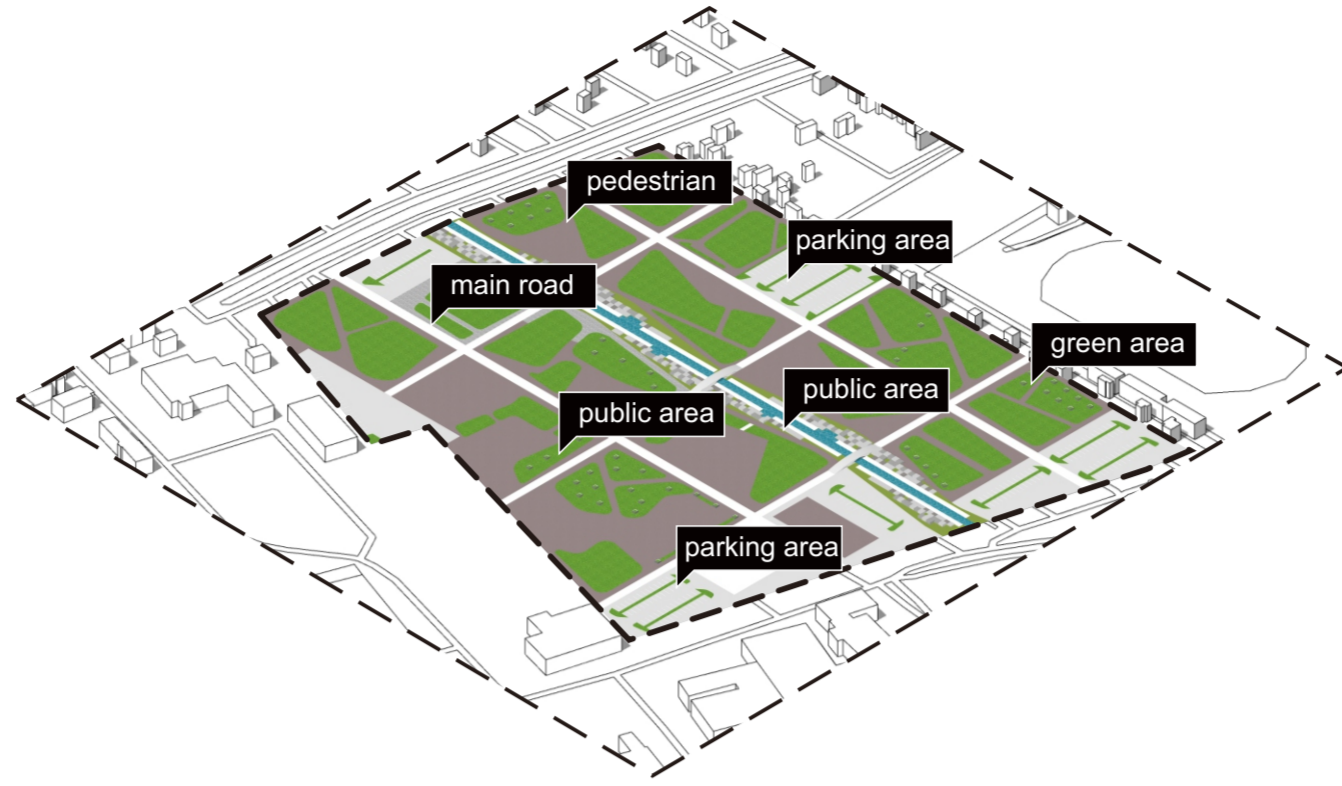 pedestrian
parking area
main road
green area
public area
public area
parking area